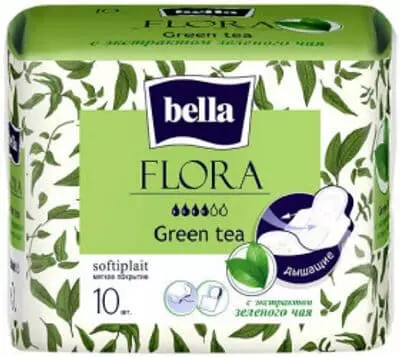 10
FLORA
Green tea
с экстрактом зеленого чая
bella
FLORA
Green tea
softiplait
мягкое покрытие
10 шт.
дышащие
с экстрактом
зеленого чая